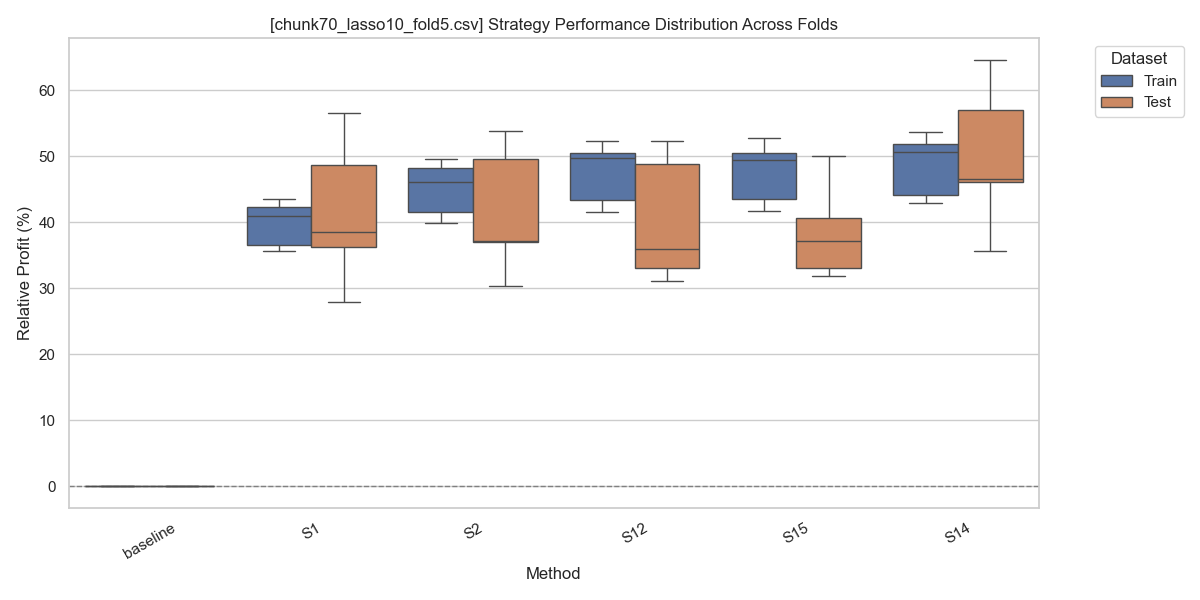 [chunk70_lasso10_fold5.csv] Strategy Performance Distribution Across Folds
Dataset
Train
Test
Relative Profit (%)
60
50
40
30
20
10
0
baseline
S1
S2
S12
S15
S14
Method